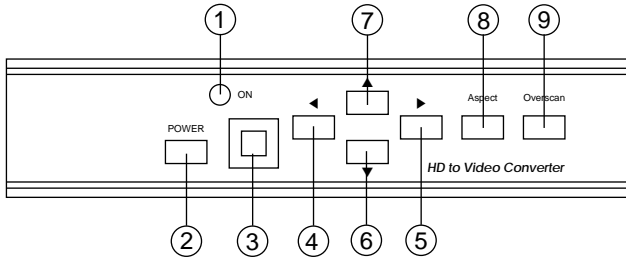 1 7 8 9
ON
Aspect Overscan
POWER
HD to Video Converter
2 3 4 6 5